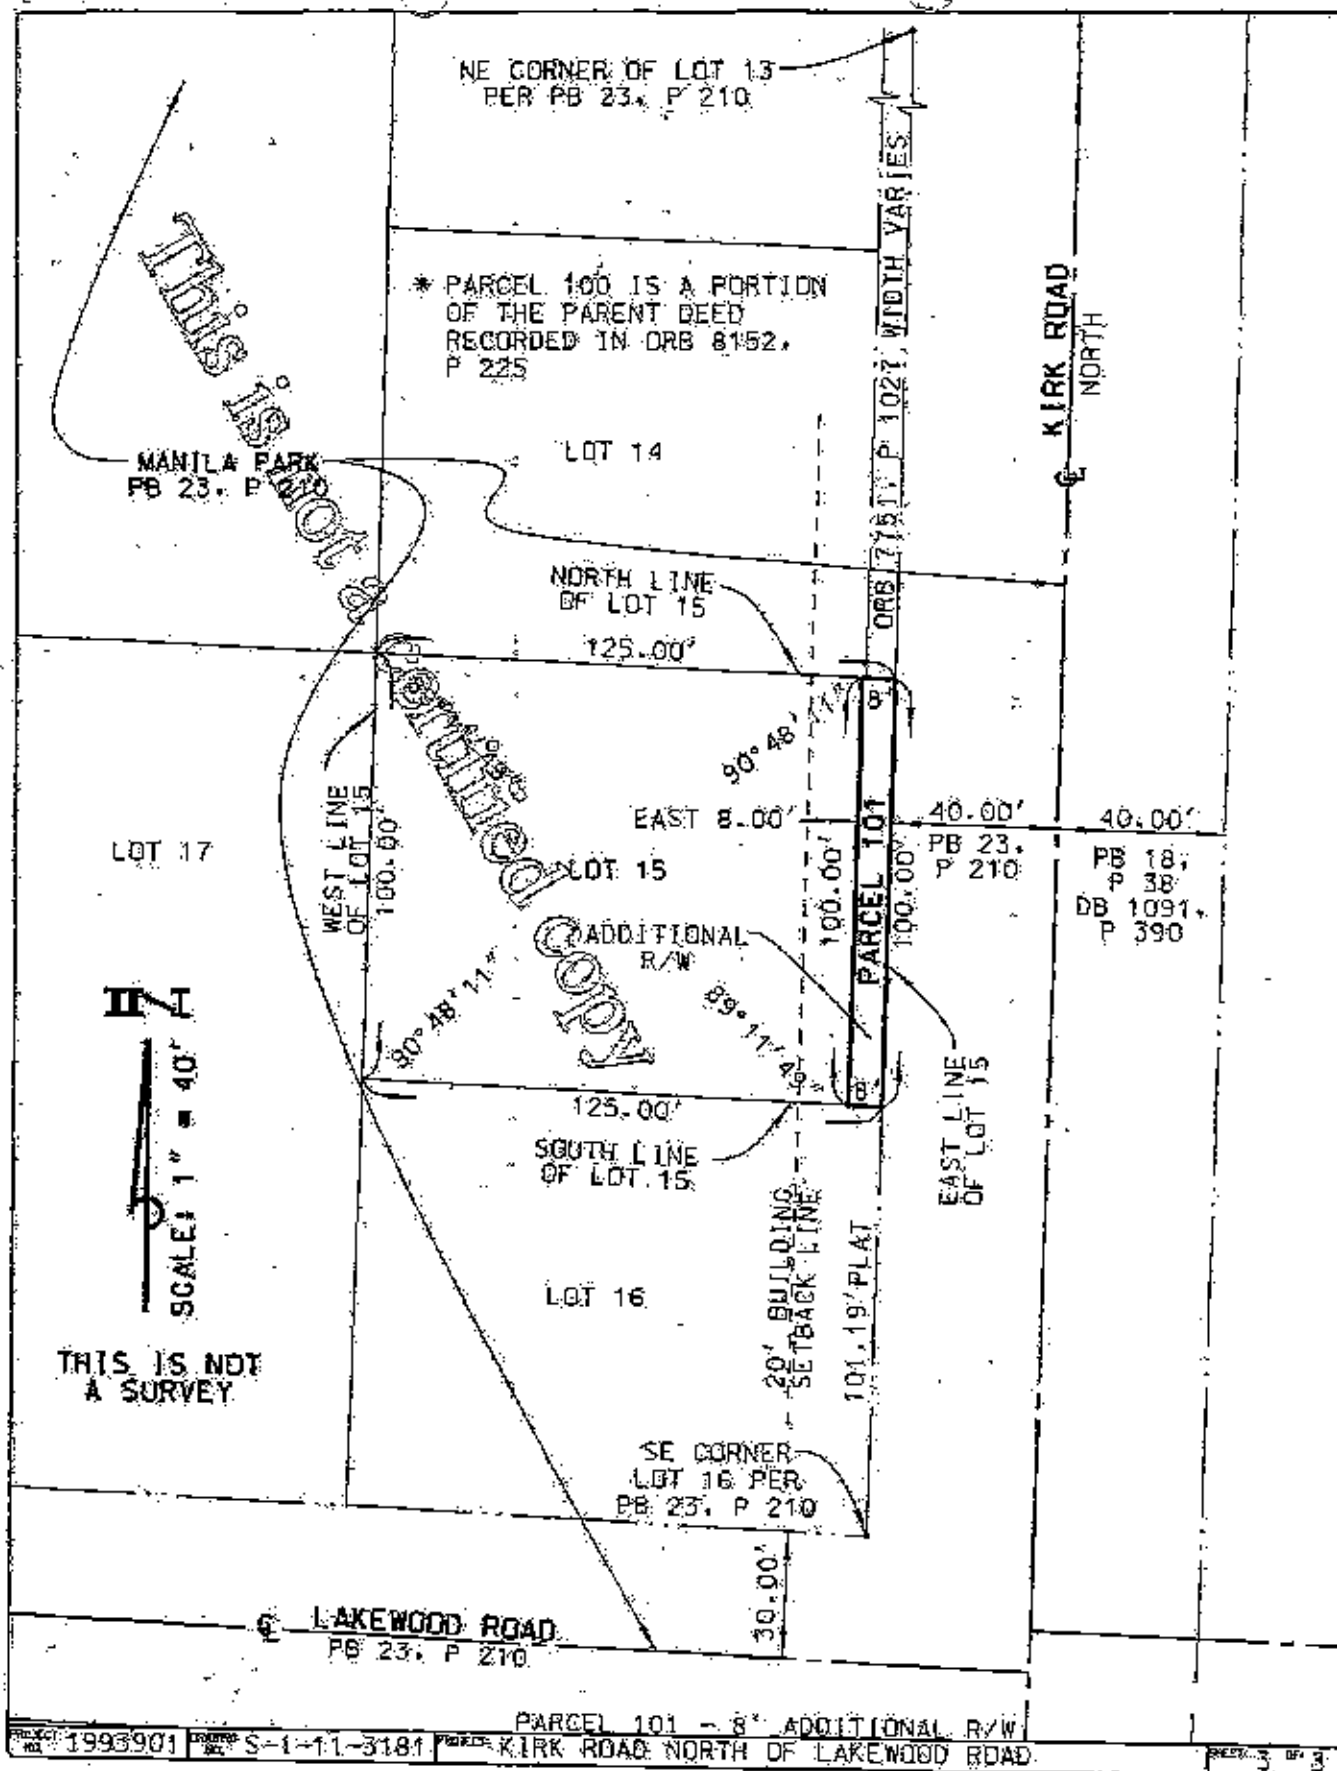 NE CORNER OF LOT 13
PER PB 23, P 210
ORB 7751, P 1027, WIDTH VARIES
KIRK ROAD
NORTH
This is not a certified copy
* PARCEL 100 IS A PORTION
OF THE PARENT DEED
RECORDED IN ORB 8152,
P 225
LOT 14
MANILA PARK
PB 23, P
NORTH LINE
OF LOT 15
125.00'
90°48'11"
8'
WEST LINE
OF LOT 15
100.00'
EAST 8.00'
40.00'
PB 23,
P 210
40.00'
PB 18,
P 38
DB 1091,
P 390
LOT 17
LOT 15
100.00'
PARCEL 101
100.00'
ADDITIONAL
R/W
90°48'11"
89°11'49"
8'
125.00'
SOUTH LINE
OF LOT 15
EAST LINE
OF LOT 15
SCALE: 1" = 40'
THIS IS NOT
A SURVEY
LOT 16
20' BUILDING
SETBACK LINE
101.19' PLAT
SE CORNER
LOT 16 PER
PB 23, P 210
30.00'
LAKEWOOD ROAD
PB 23, P 210
PARCEL 101 - 8' ADDITIONAL R/W
PROJECT NO. 1993901 DRAWING NO. S-1-11-3181 PROJECT: KIRK ROAD NORTH OF LAKEWOOD ROAD SHEET 3 OF 3